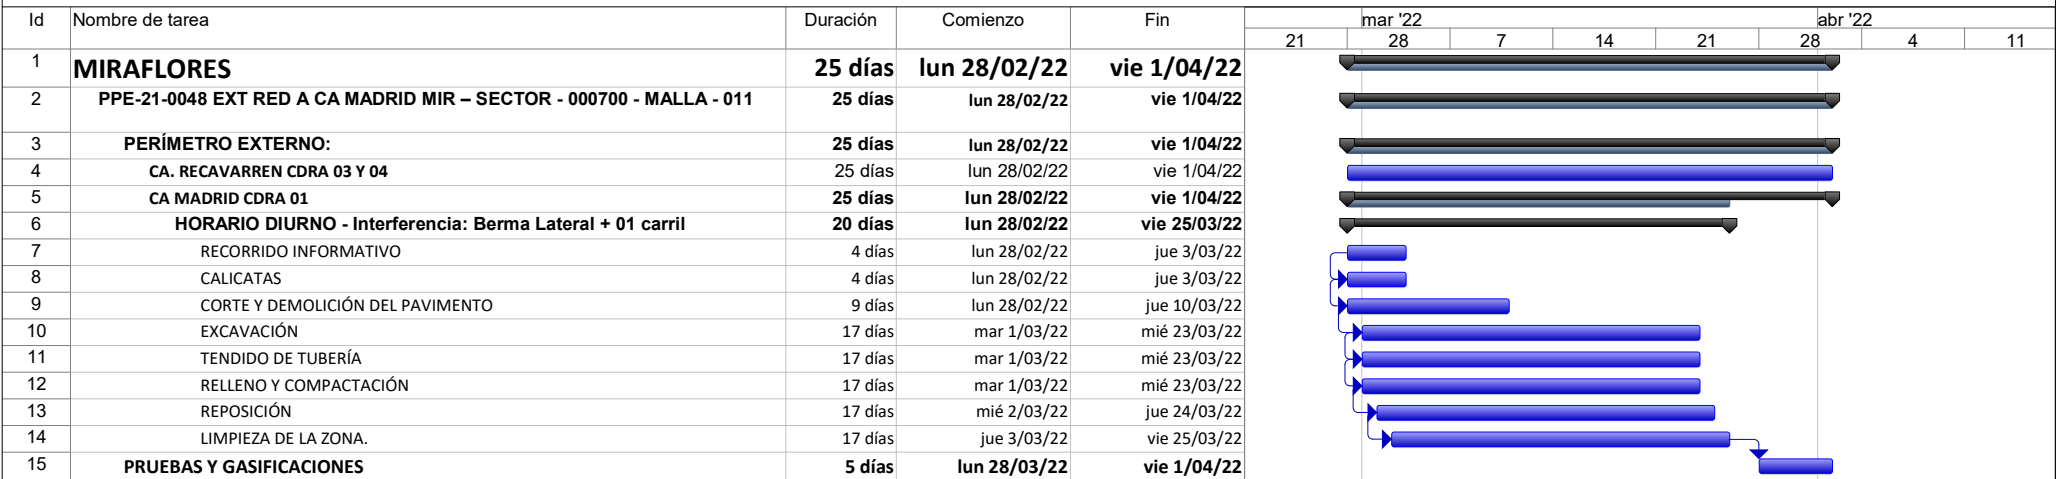 Id Nombre de tarea Duración Comienzo Fin mar '22 abr '22
21 28 7 14 21 28 4 11
1 MIRAFLORES 25 días lun 28/02/22 vie 1/04/22
2 PPE-21-0048 EXT RED A CA MADRID MIR – SECTOR - 000700 - MALLA - 011 25 días lun 28/02/22 vie 1/04/22
3 PERÍMETRO EXTERNO: 25 días lun 28/02/22 vie 1/04/22
4 CA. RECAVARREN CDRA 03 Y 04 25 días lun 28/02/22 vie 1/04/22
5 CA MADRID CDRA 01 25 días lun 28/02/22 vie 1/04/22
6 HORARIO DIURNO - Interferencia: Berma Lateral + 01 carril 20 días lun 28/02/22 vie 25/03/22
7 RECORRIDO INFORMATIVO 4 días lun 28/02/22 jue 3/03/22
8 CALICATAS 4 días lun 28/02/22 jue 3/03/22
9 CORTE Y DEMOLICIÓN DEL PAVIMENTO 9 días lun 28/02/22 jue 10/03/22
10 EXCAVACIÓN 17 días mar 1/03/22 mié 23/03/22
11 TENDIDO DE TUBERÍA 17 días mar 1/03/22 mié 23/03/22
12 RELLENO Y COMPACTACIÓN 17 días mar 1/03/22 mié 23/03/22
13 REPOSICIÓN 17 días mié 2/03/22 jue 24/03/22
14 LIMPIEZA DE LA ZONA. 17 días jue 3/03/22 vie 25/03/22
15 PRUEBAS Y GASIFICACIONES 5 días lun 28/03/22 vie 1/04/22